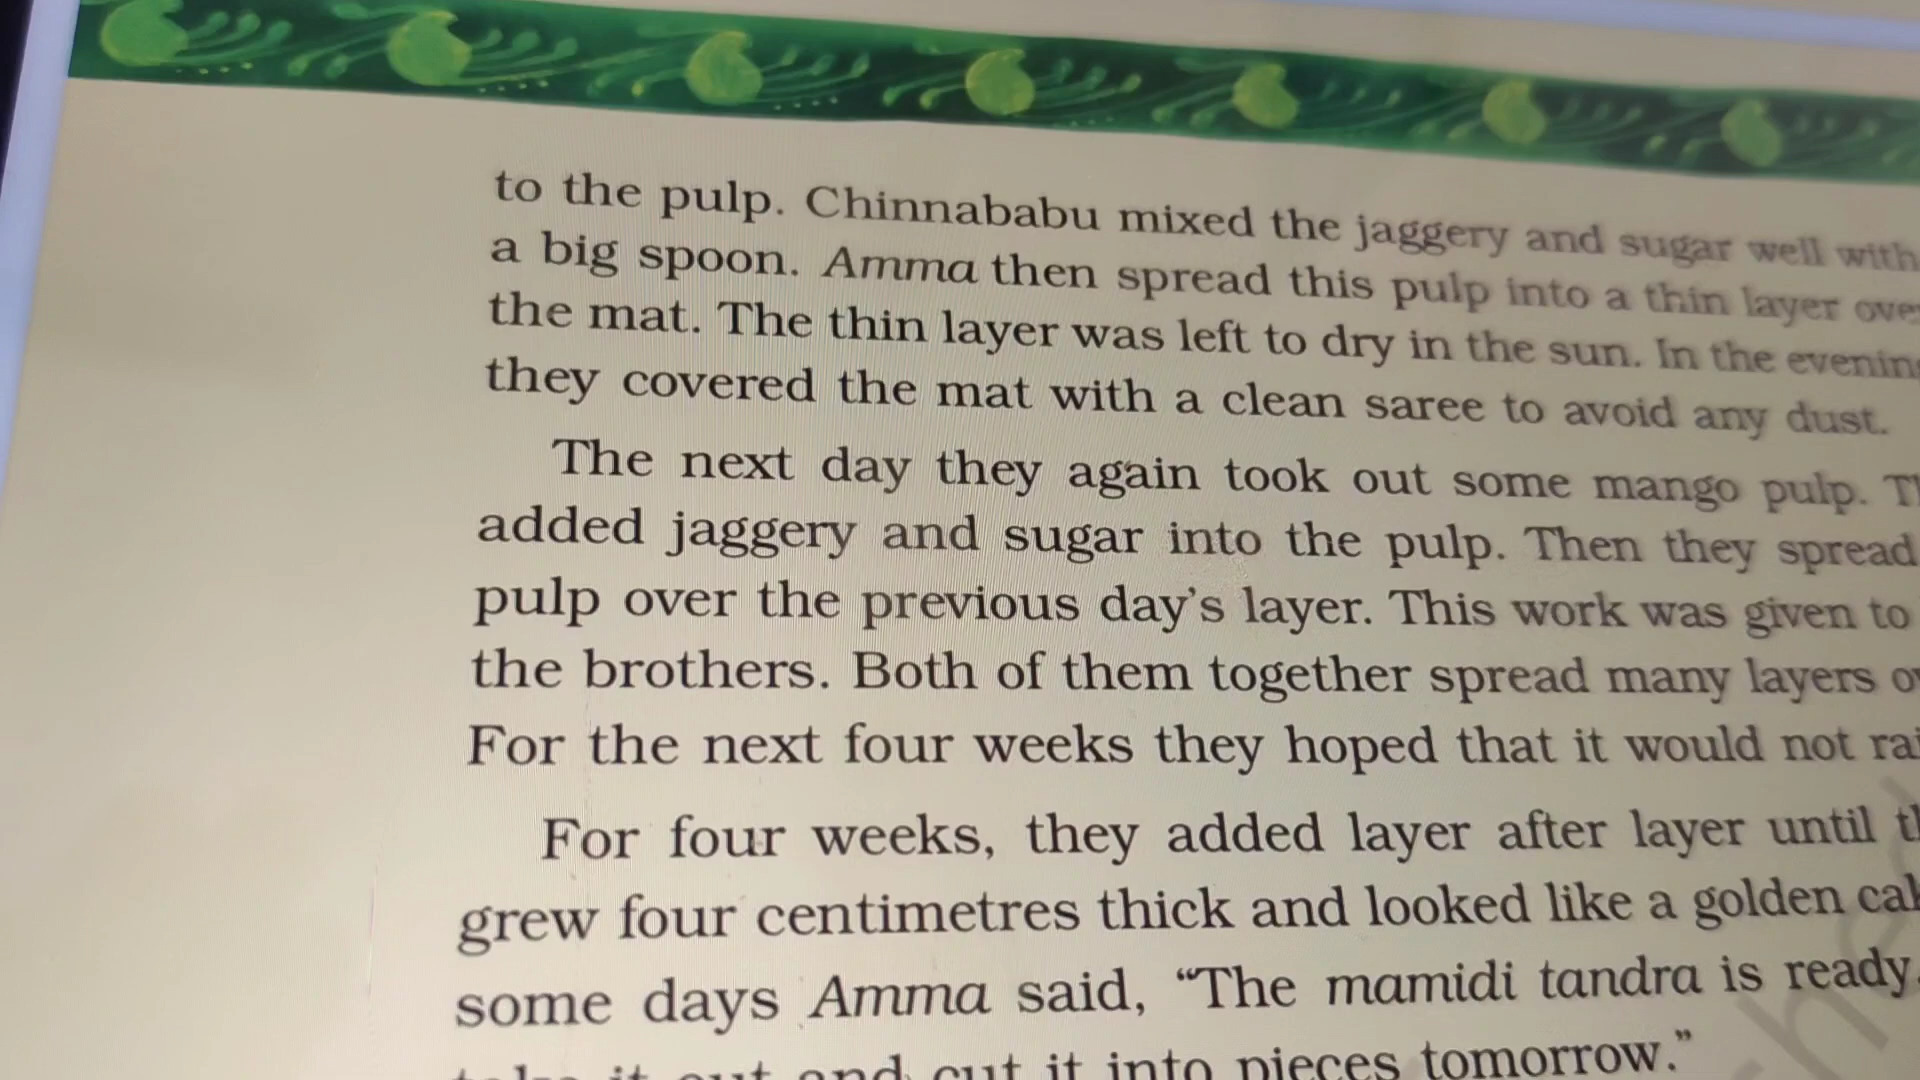 to the pulp. Chinnababu mixed the jaggery and sugar well with
a big spoon. Amma then spread this pulp into a thin layer over
the mat. The thin layer was left to dry in the sun. In the evening
they covered the mat with a clean saree to avoid any dust.
The next day they again took out some mango pulp.
added jaggery and sugar into the pulp. Then they spread
pulp over the previous day's layer. This work was given to
the brothers. Both of them together spread many layers
For the next four weeks they hoped that it would not
For four weeks, they added layer after layer until
grew four centimetres thick and looked like a golden
some days Amma said, “The mamidi tandra is ready.
take it out and cut it into pieces tomorrow.”